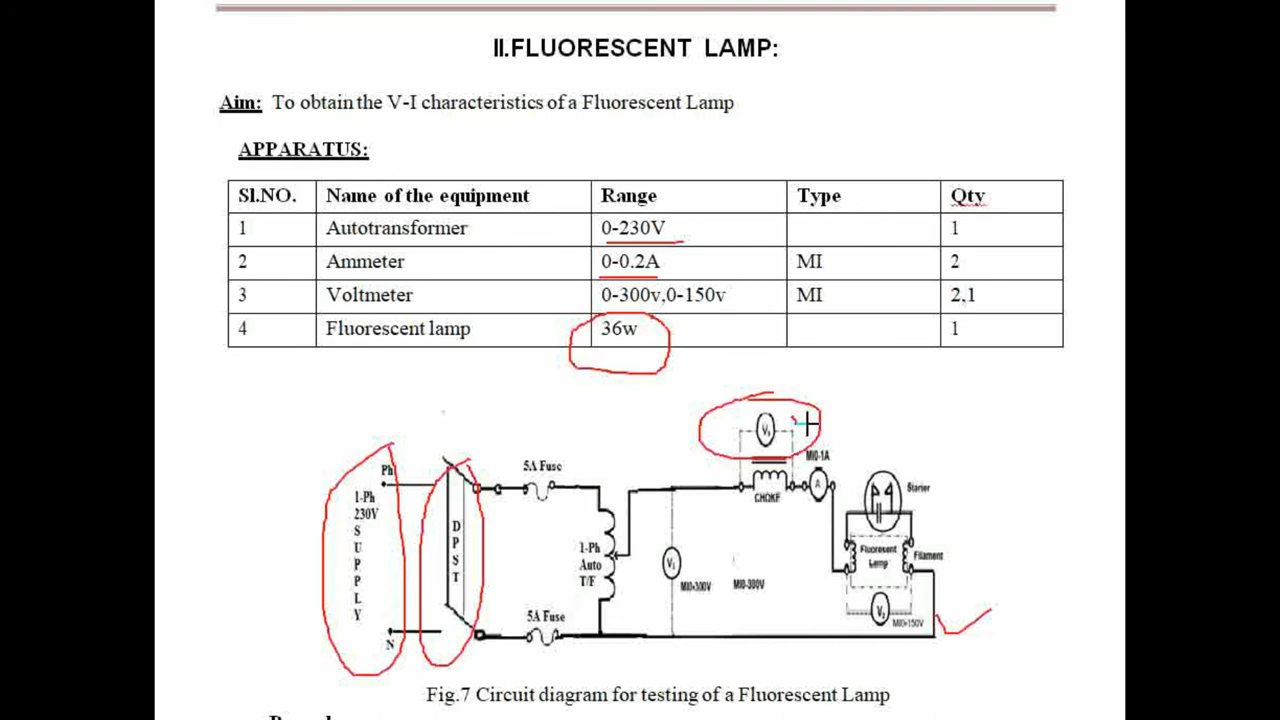 II.FLUORESCENT LAMP:
Aim: To obtain the V-I characteristics of a Fluorescent Lamp
APPARATUS:
Sl.NO. Name of the equipment Range Type Qty
1 Autotransformer 0-230V 1
2 Ammeter 0-0.2A MI 2
3 Voltmeter 0-300v,0-150v MI 2,1
4 Fluorescent lamp 36w 1
Ph
1-Ph
230V
S
U
P
P
L
Y
N
D
P
S
T
5A Fuse
5A Fuse
1-Ph
Auto
T/F
V₁
MI0-300V
MI0-300V
CHOKE
MI0-1A
A
Starter
Fluoresent
Lamp
Filament
MI0-150V
Fig.7 Circuit diagram for testing of a Fluorescent Lamp